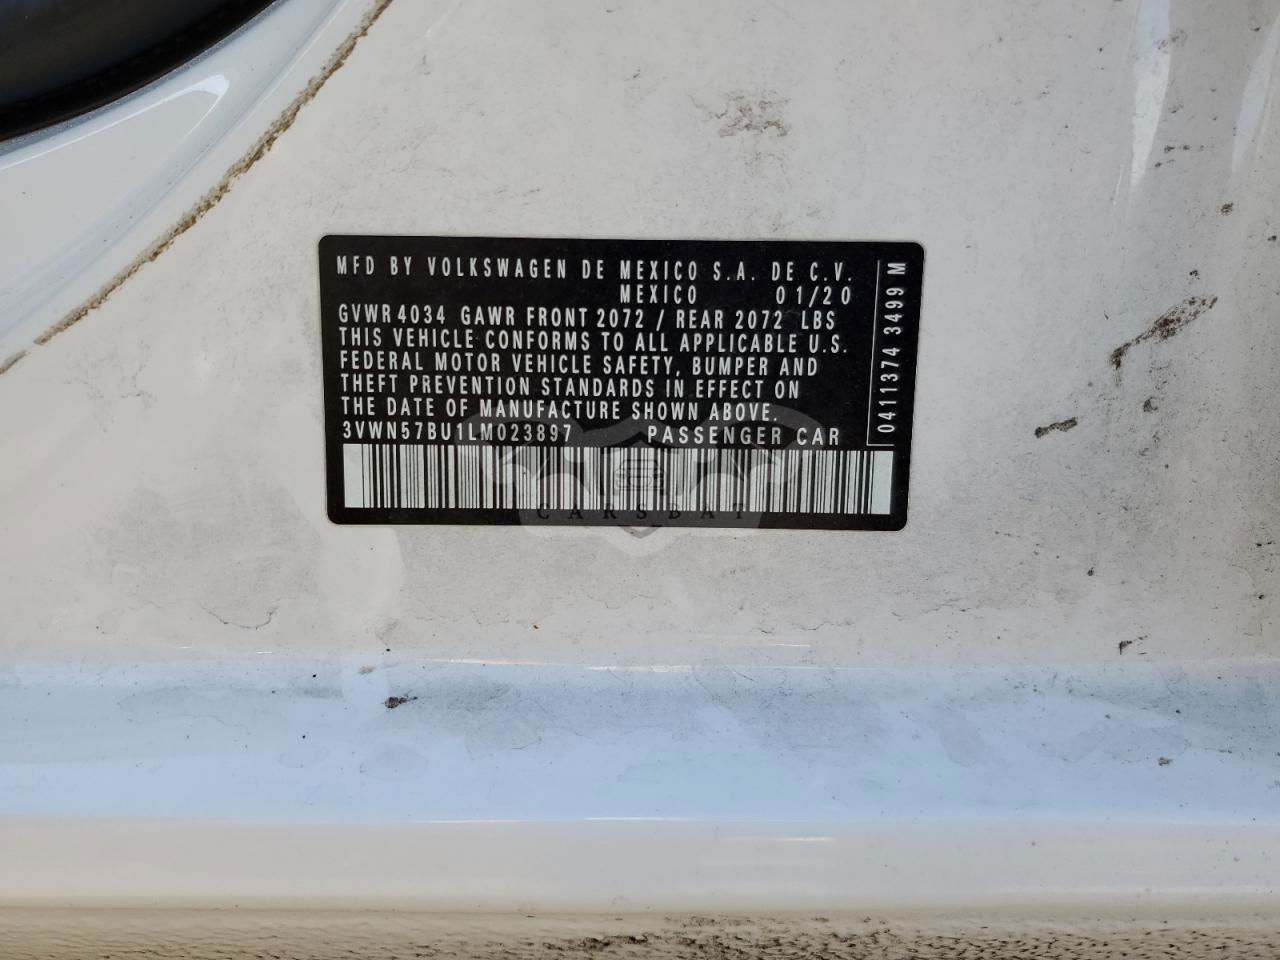 MFD BY VOLKSWAGEN DE MEXICO S.A. DE C.V.
MEXICO 01/20
GVWR 4034 GAWR FRONT 2072 / REAR 2072 LBS
THIS VEHICLE CONFORMS TO ALL APPLICABLE U.S.
FEDERAL MOTOR VEHICLE SAFETY, BUMPER AND
THEFT PREVENTION STANDARDS IN EFFECT ON
THE DATE OF MANUFACTURE SHOWN ABOVE.
3VWN57BU1LM023897 PASSENGER CAR
0411374 3499 M
CARSBAT